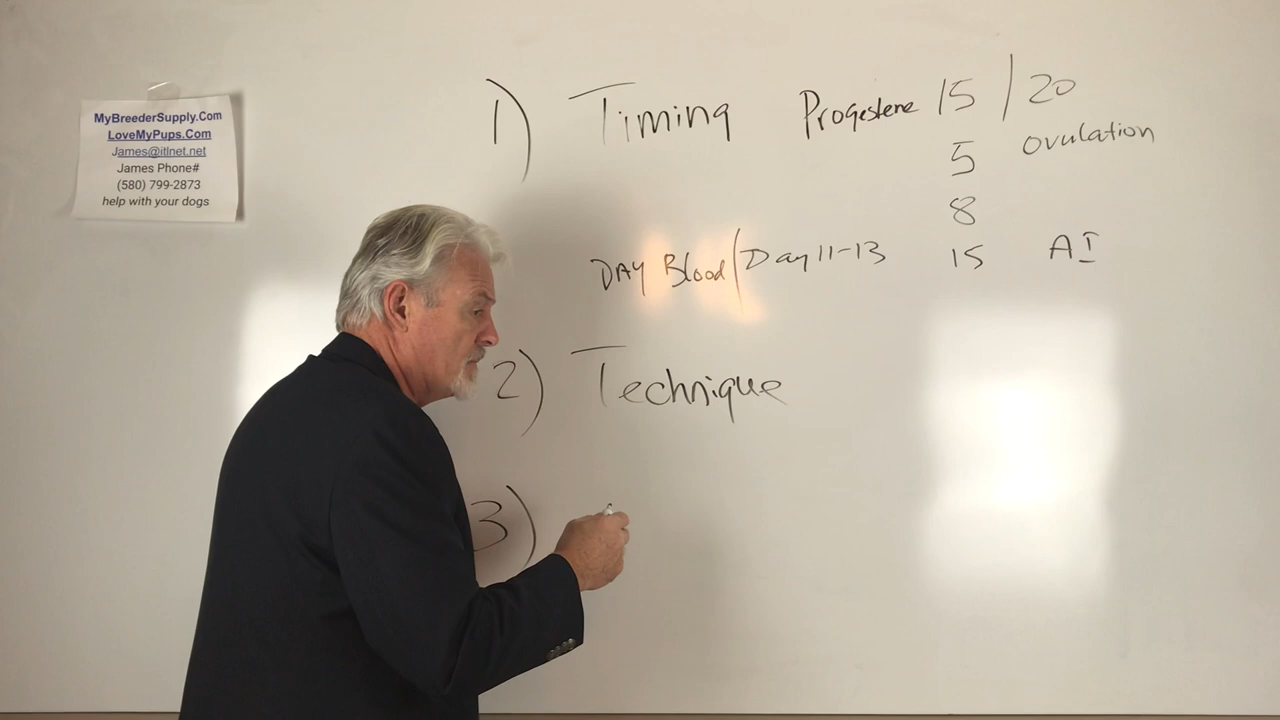 MyBreederSupply.Com
LoveMyPups.Com
James@itlnet.net
James Phone#
(580) 799-2873
help with your dogs
1) Timing Progesterne 15/20
5 ovulation
8
DAY Blood/Day 11-13 15 AI
2) Technique
3)